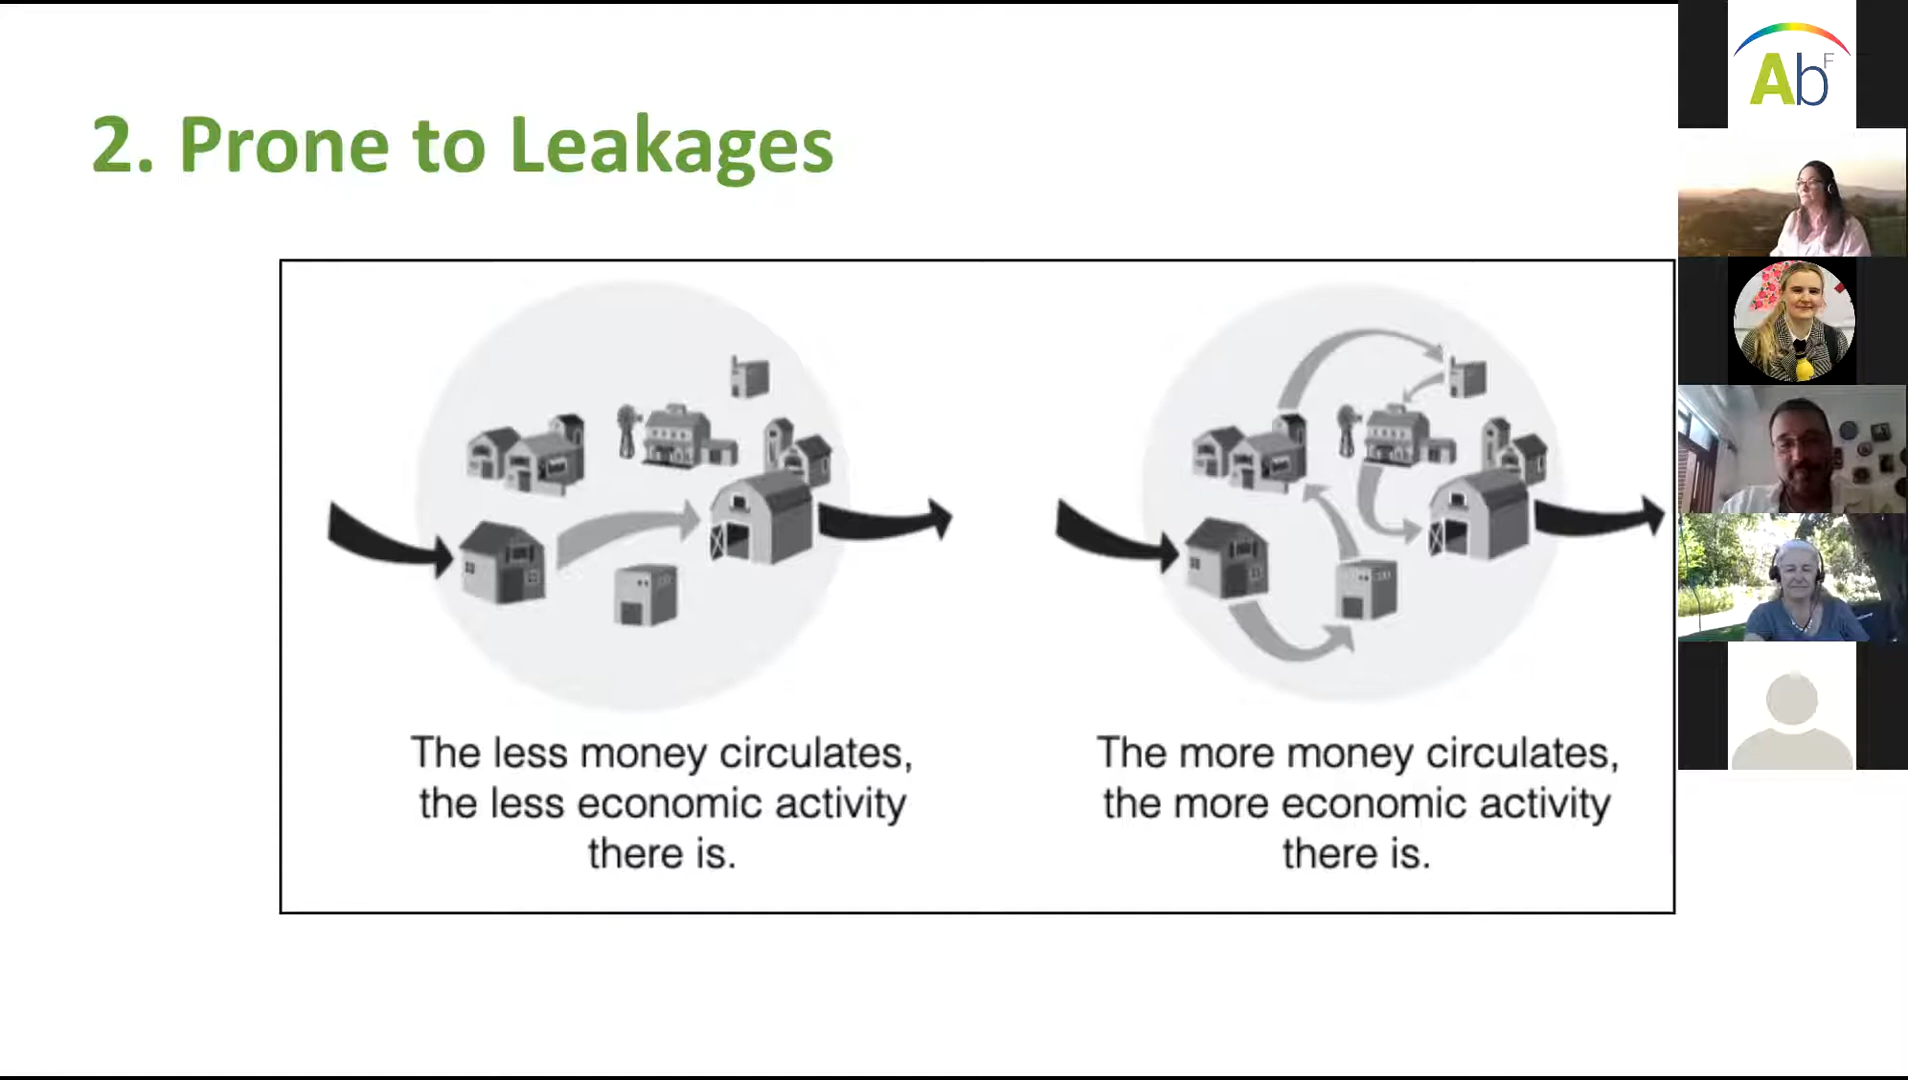 2. Prone to Leakages
The less money circulates,
the less economic activity
there is.
The more money circulates,
the more economic activity
there is.
Ab F